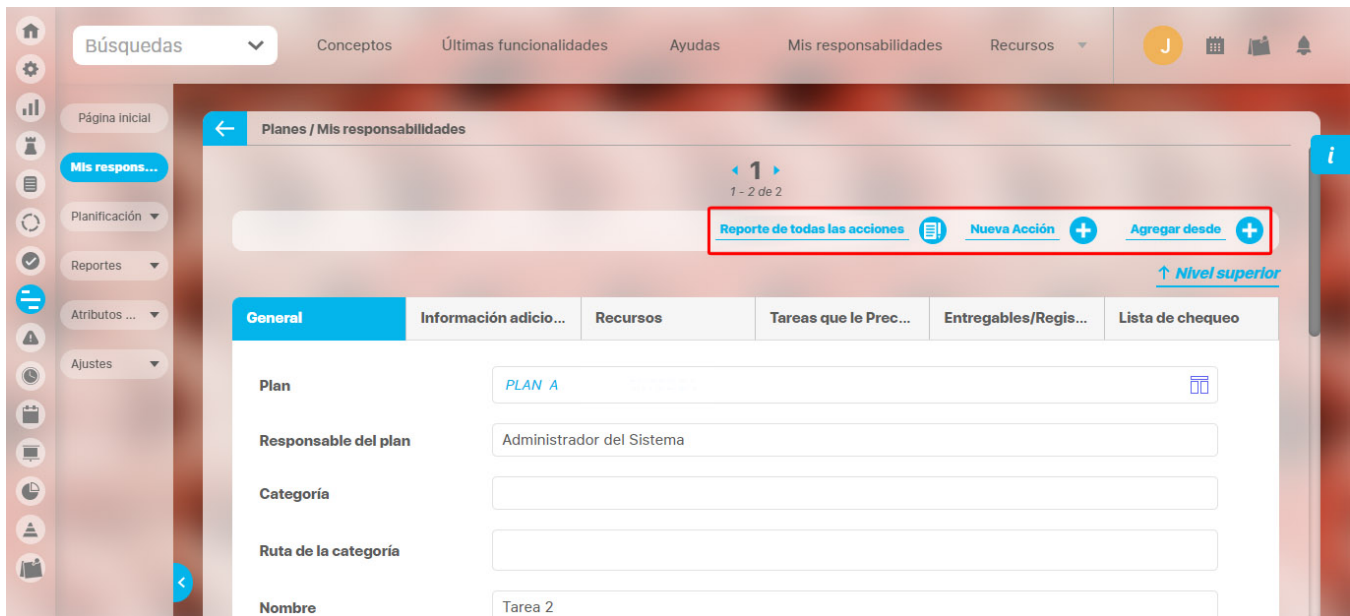 Búsquedas
Conceptos
Últimas funcionalidades
Ayudas
Mis responsabilidades
Recursos
J
Página inicial
Mis respons...
Planificación
Reportes
Atributos ...
Ajustes
Planes / Mis responsabilidades
i
1
1 - 2 de 2
Reporte de todas las acciones
Nueva Acción
Agregar desde
↑ Nivel superior
General
Información adicio...
Recursos
Tareas que le Prec...
Entregables/Regis...
Lista de chequeo
Plan
PLAN A
Responsable del plan
Administrador del Sistema
Categoría
Ruta de la categoría
Nombre
Tarea 2